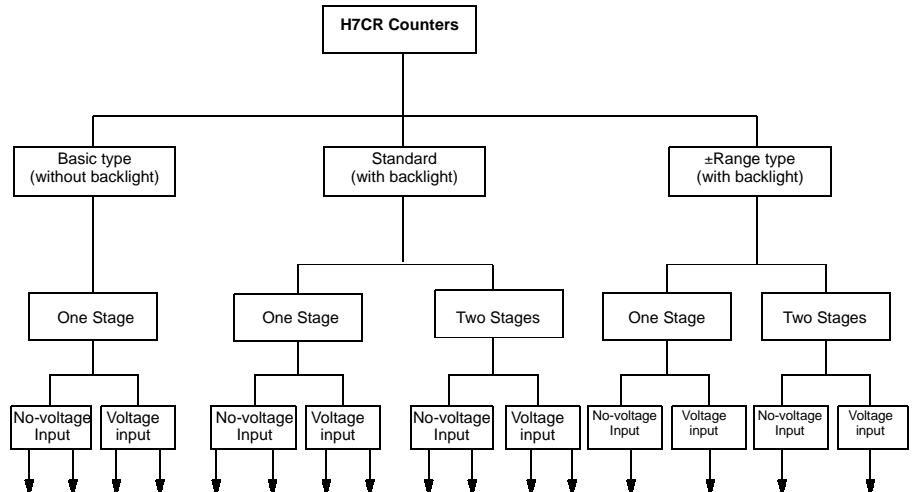 H7CR Counters
Basic type
(without backlight)
Standard
(with backlight)
±Range type
(with backlight)
One Stage
One Stage
Two Stages
One Stage
Two Stages
No-voltage
Input
Voltage
input
No-voltage
Input
Voltage
input
No-voltage
Input
Voltage
input
No-voltage
Input
Voltage
input
No-voltage
Input
Voltage
input